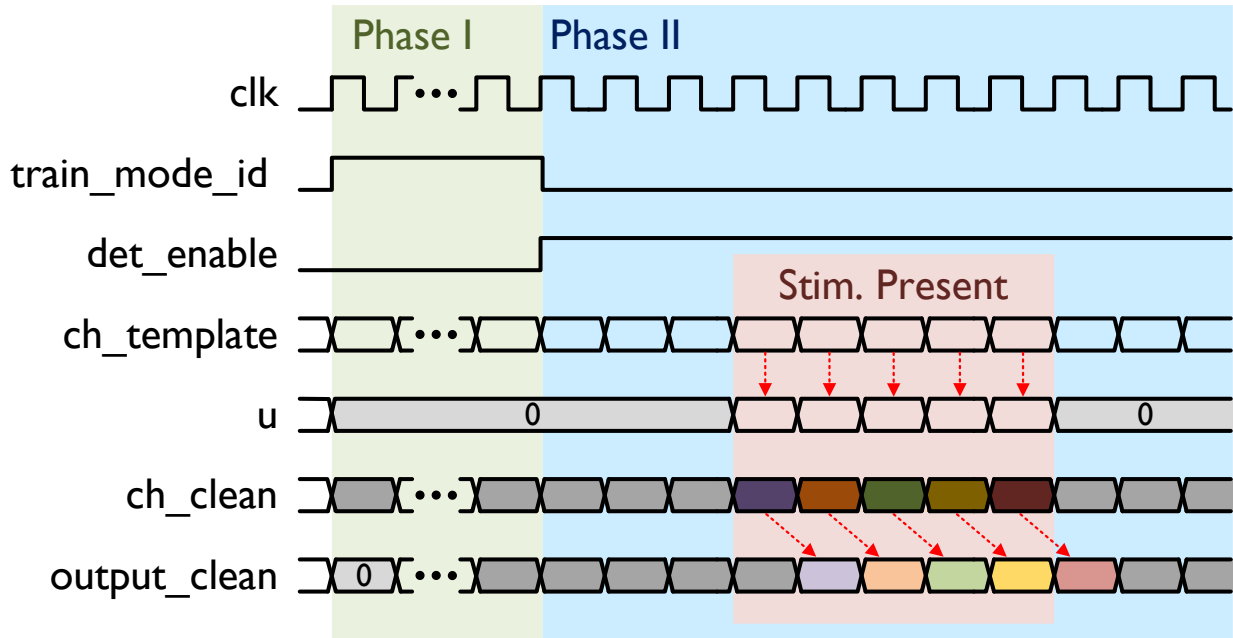 Phase I Phase II
clk •••
train_mode_id
det_enable
Stim. Present
ch_template •••
u 0 0
ch_clean •••
output_clean 0 •••